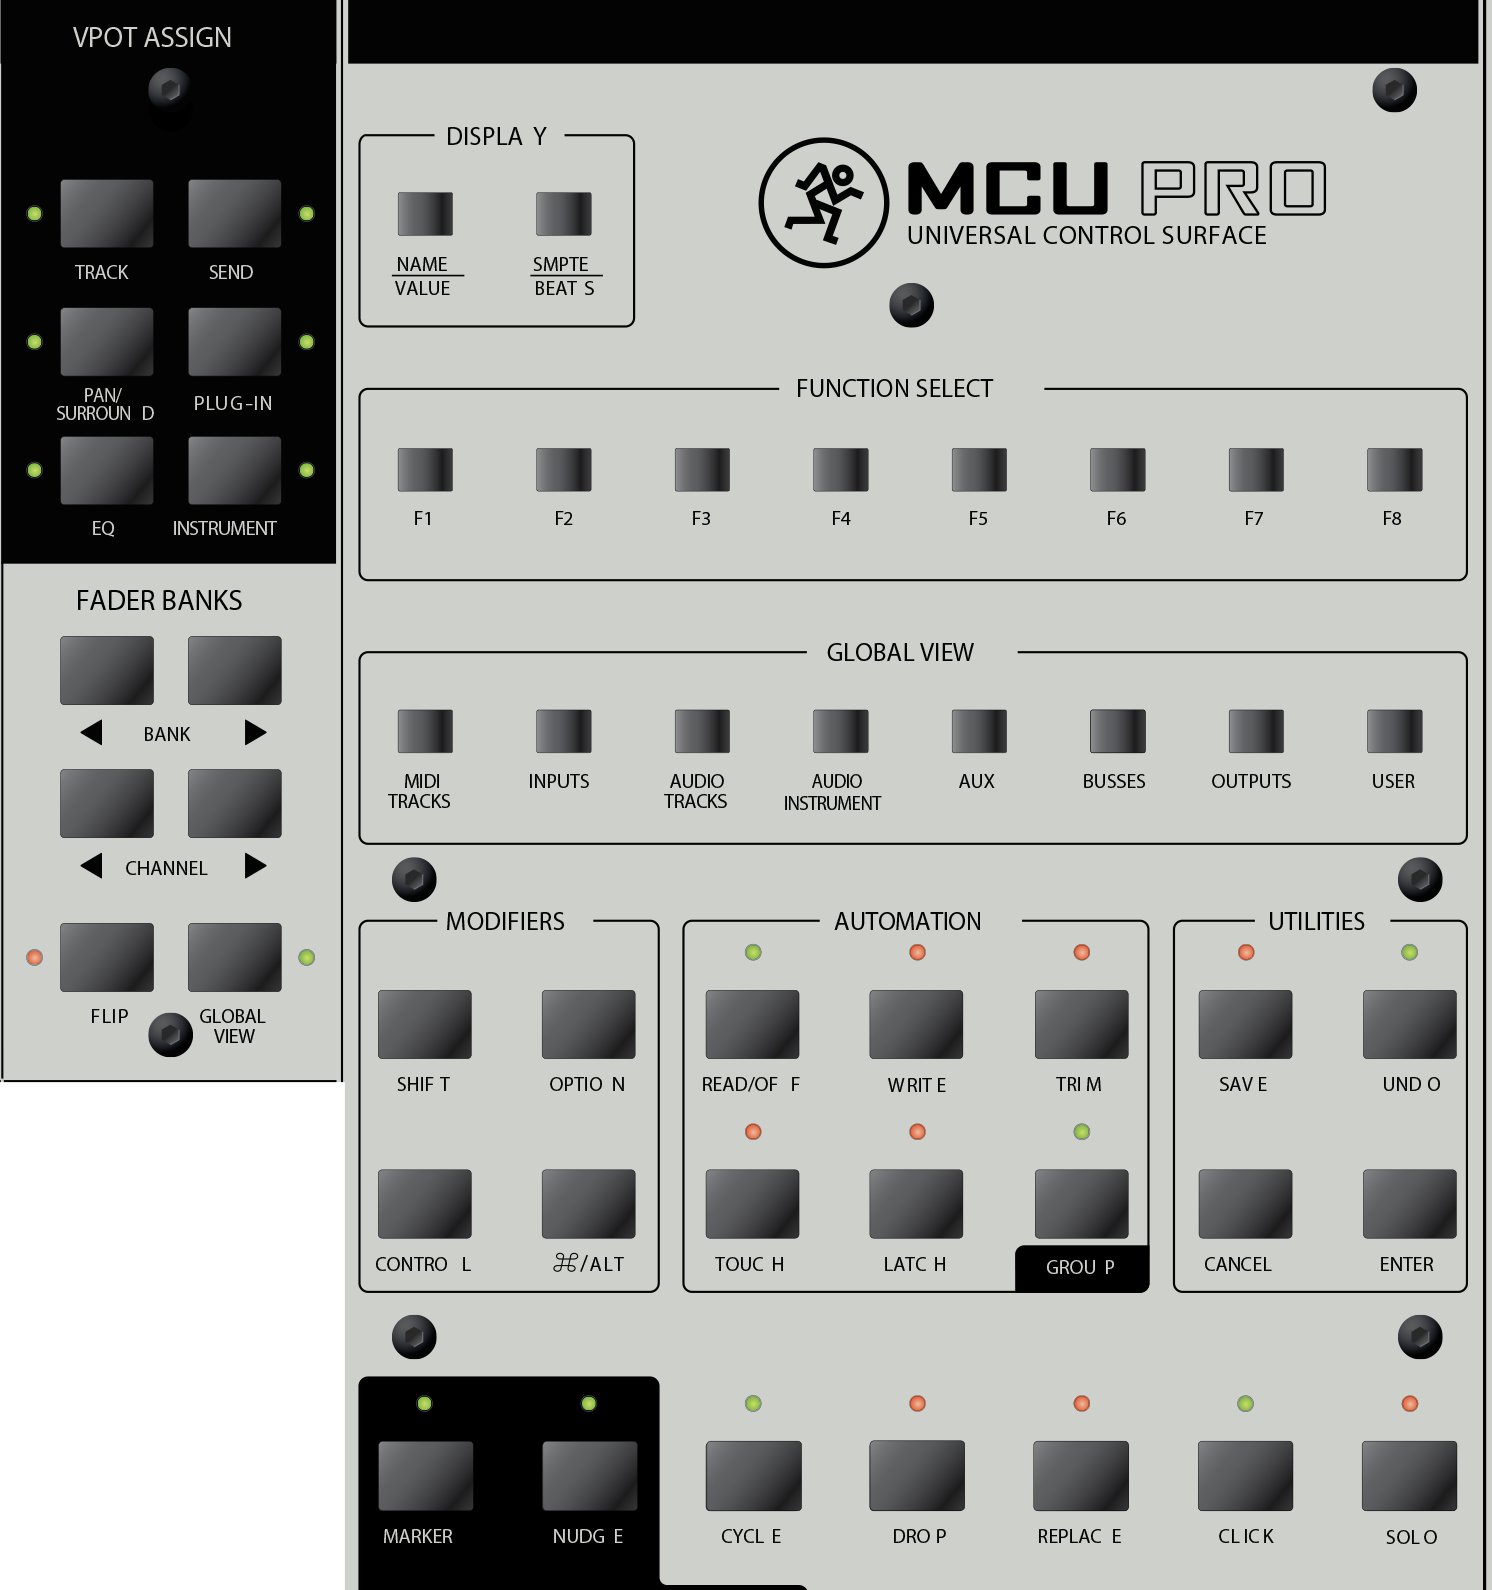 VPOT ASSIGN
TRACK
SEND
PAN/
SURROUN D
PLUG-IN
EQ
INSTRUMENT
FADER BANKS
BANK
CHANNEL
FLIP
GLOBAL
VIEW
DISPLA Y
NAME
VALUE
SMPTE
BEAT S
MCU PRO
UNIVERSAL CONTROL SURFACE
FUNCTION SELECT
F1
F2
F3
F4
F5
F6
F7
F8
GLOBAL VIEW
MIDI
TRACKS
INPUTS
AUDIO
TRACKS
AUDIO
INSTRUMENT
AUX
BUSSES
OUTPUTS
USER
MODIFIERS
SHIF T
OPTIO N
CONTRO L
⌘/ALT
AUTOMATION
READ/OF F
WRIT E
TRI M
TOUC H
LATC H
GROU P
UTILITIES
SAV E
UND O
CANCEL
ENTER
MARKER
NUDG E
CYCL E
DRO P
REPLAC E
CLICK
SOLO